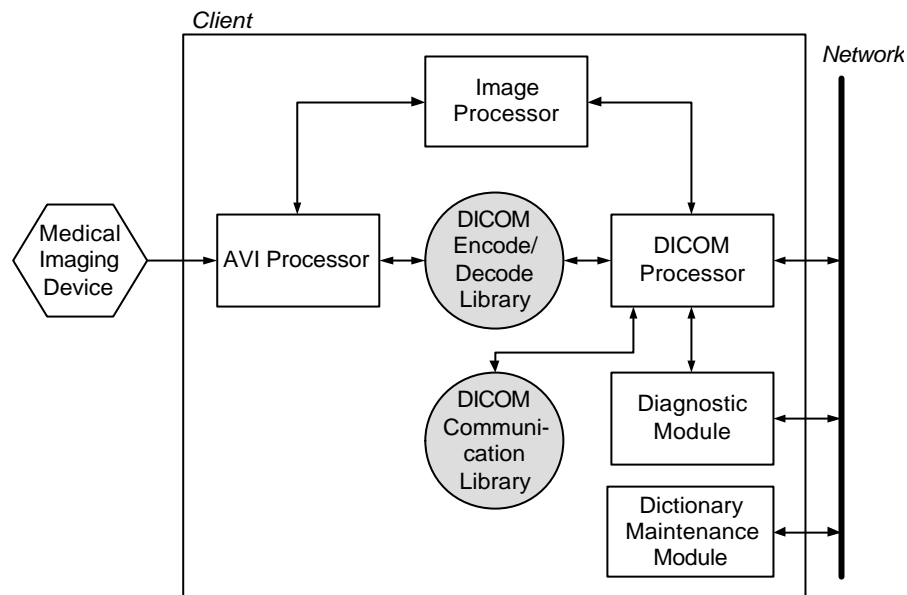 Client
Network
Image
Processor
Medical
Imaging
Device
AVI Processor
DICOM
Encode/
Decode
Library
DICOM
Processor
DICOM
Communi-
cation
Library
Diagnostic
Module
Dictionary
Maintenance
Module